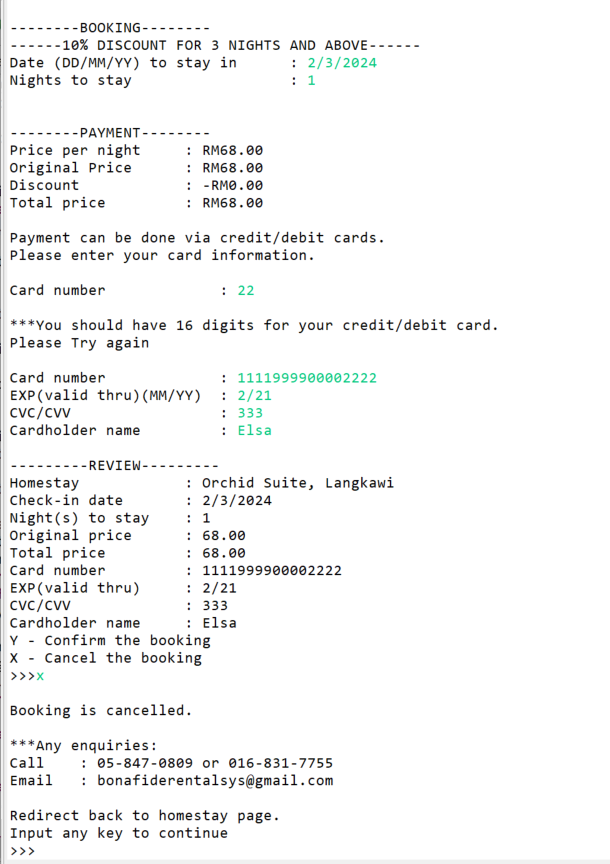 --------BOOKING--------
------10% DISCOUNT FOR 3 NIGHTS AND ABOVE------
Date (DD/MM/YY) to stay in      : 2/3/2024
Nights to stay                  : 1
--------PAYMENT--------
Price per night     : RM68.00
Original Price      : RM68.00
Discount            : -RM0.00
Total price         : RM68.00
Payment can be done via credit/debit cards.
Please enter your card information.
Card number             : 22
***You should have 16 digits for your credit/debit card.
Please Try again
Card number             : 1111999900002222
EXP(valid thru)(MM/YY)  : 2/21
CVC/CVV                 : 333
Cardholder name         : Elsa
---------REVIEW---------
Homestay            : Orchid Suite, Langkawi
Check-in date       : 2/3/2024
Night(s) to stay    : 1
Original price      : 68.00
Total price         : 68.00
Card number         : 1111999900002222
EXP(valid thru)     : 2/21
CVC/CVV             : 333
Cardholder name     : Elsa
Y - Confirm the booking
X - Cancel the booking
>>>x
Booking is cancelled.
***Any enquiries:
Call    : 05-847-0809 or 016-831-7755
Email   : bonafiderentalsys@gmail.com
Redirect back to homestay page.
Input any key to continue
>>>